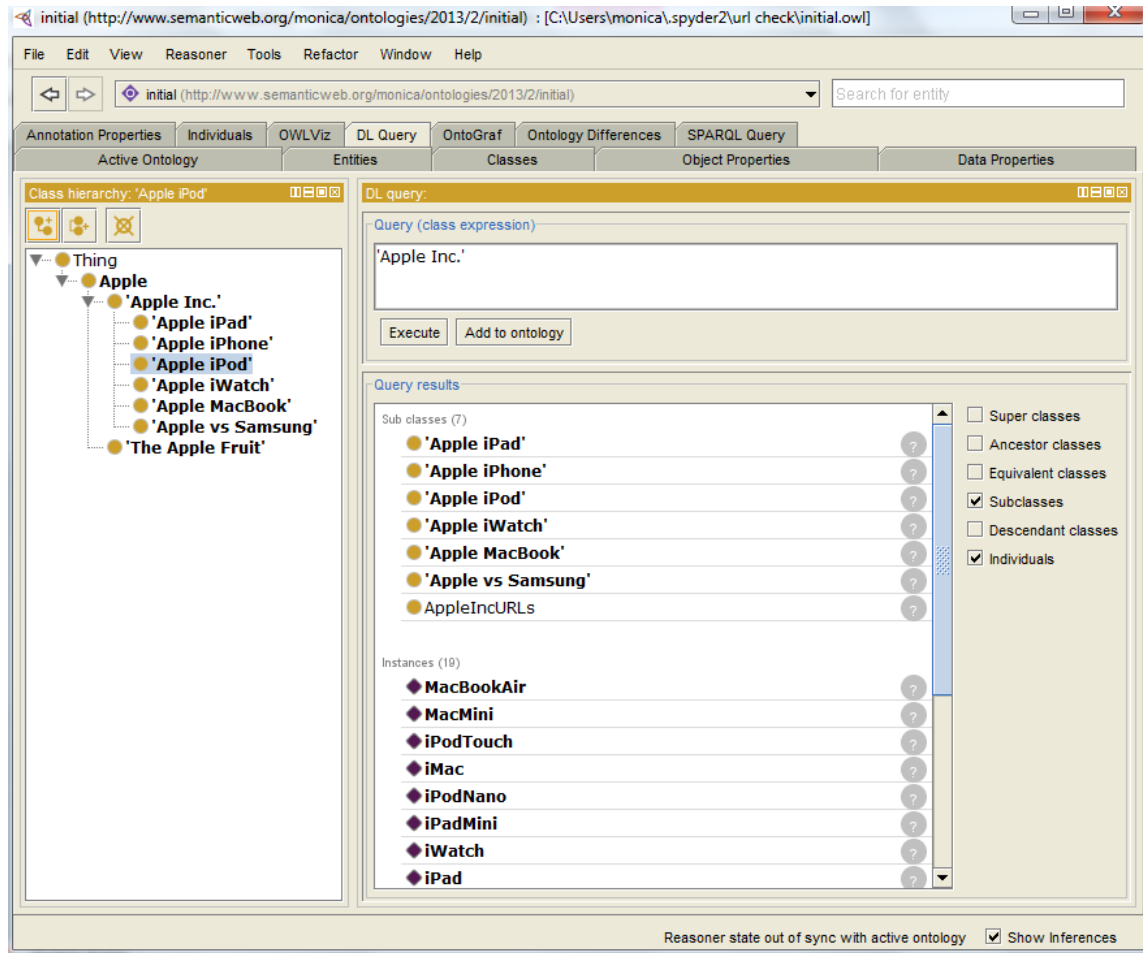 initial (http://www.semanticweb.org/monica/ontologies/2013/2/initial) : [C:\Users\monica\.spyder2\url check\initial.owl]
File Edit View Reasoner Tools Refactor Window Help
initial (http://www.semanticweb.org/monica/ontologies/2013/2/initial) Search for entity
Annotation Properties Individuals OWLViz DL Query OntoGraf Ontology Differences SPARQL Query
Active Ontology Entities Classes Object Properties Data Properties
Class hierarchy: 'Apple iPod'
Thing
Apple
'Apple Inc.'
'Apple iPad'
'Apple iPhone'
'Apple iPod'
'Apple iWatch'
'Apple MacBook'
'Apple vs Samsung'
'The Apple Fruit'
DL query:
Query (class expression)
'Apple Inc.'
Execute Add to ontology
Query results
Sub classes (7)
'Apple iPad' ?
'Apple iPhone' ?
'Apple iPod' ?
'Apple iWatch' ?
'Apple MacBook' ?
'Apple vs Samsung' ?
AppleIncURLs ?
Instances (19)
MacBookAir ?
MacMini ?
iPodTouch ?
iMac ?
iPodNano ?
iPadMini ?
iWatch ?
iPad ?
Super classes
Ancestor classes
Equivalent classes
Subclasses
Descendant classes
Individuals
Reasoner state out of sync with active ontology Show Inferences